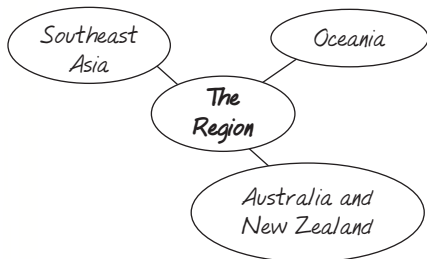 Southeast
Asia
Oceania
The
Region
Australia and
New Zealand